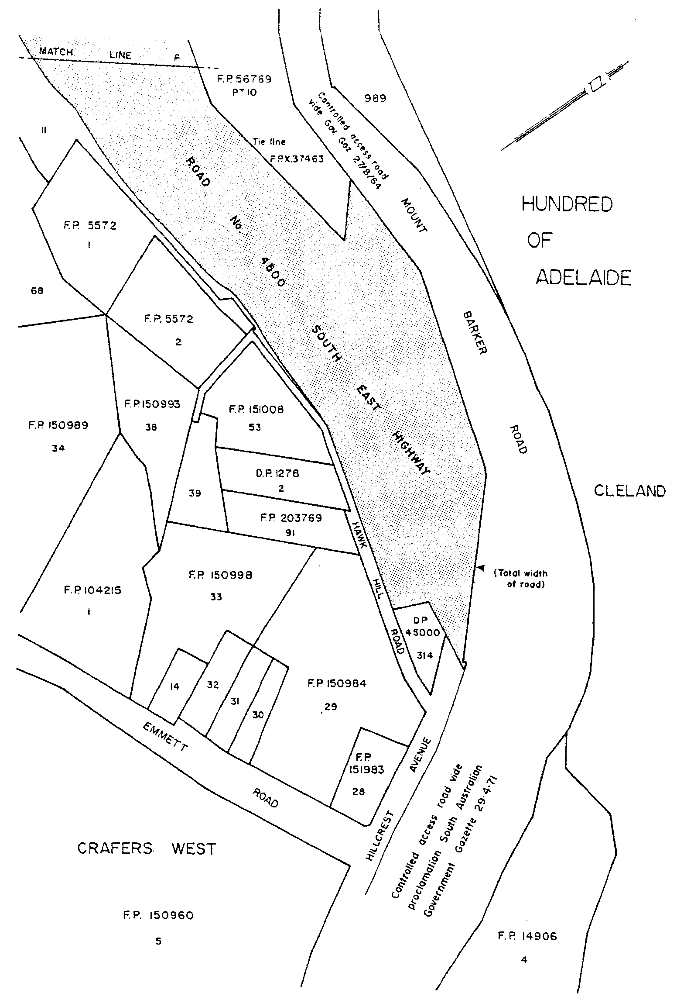 MATCH LINE F
F.P. 56769
PT 10
989
Controlled access road
vide Gov. Gaz. 27/8/64
11
Tie line
F.P.X. 37463
ROAD No. 4500 SOUTH EAST HIGHWAY
MOUNT BARKER ROAD
HUNDRED
OF
ADELAIDE
F.P. 5572
1
68
F.P. 5572
2
F.P. 150993
38
F.P. 151008
53
F.P. 150989
34
D.P. 1278
2
39
CLELAND
F.P. 203769
91
HAWK HILL ROAD
(Total width
of road)
F.P. 150998
33
F.P. 104215
1
DP
45000
314
14
32
31
30
F.P. 150984
29
EMMETT ROAD
F.P.
151983
28
HILLCREST AVENUE
Controlled access road vide
proclamation South Australian
Government Gazette 29·4·71
CRAFERS WEST
F.P. 150960
5
F.P. 14906
4